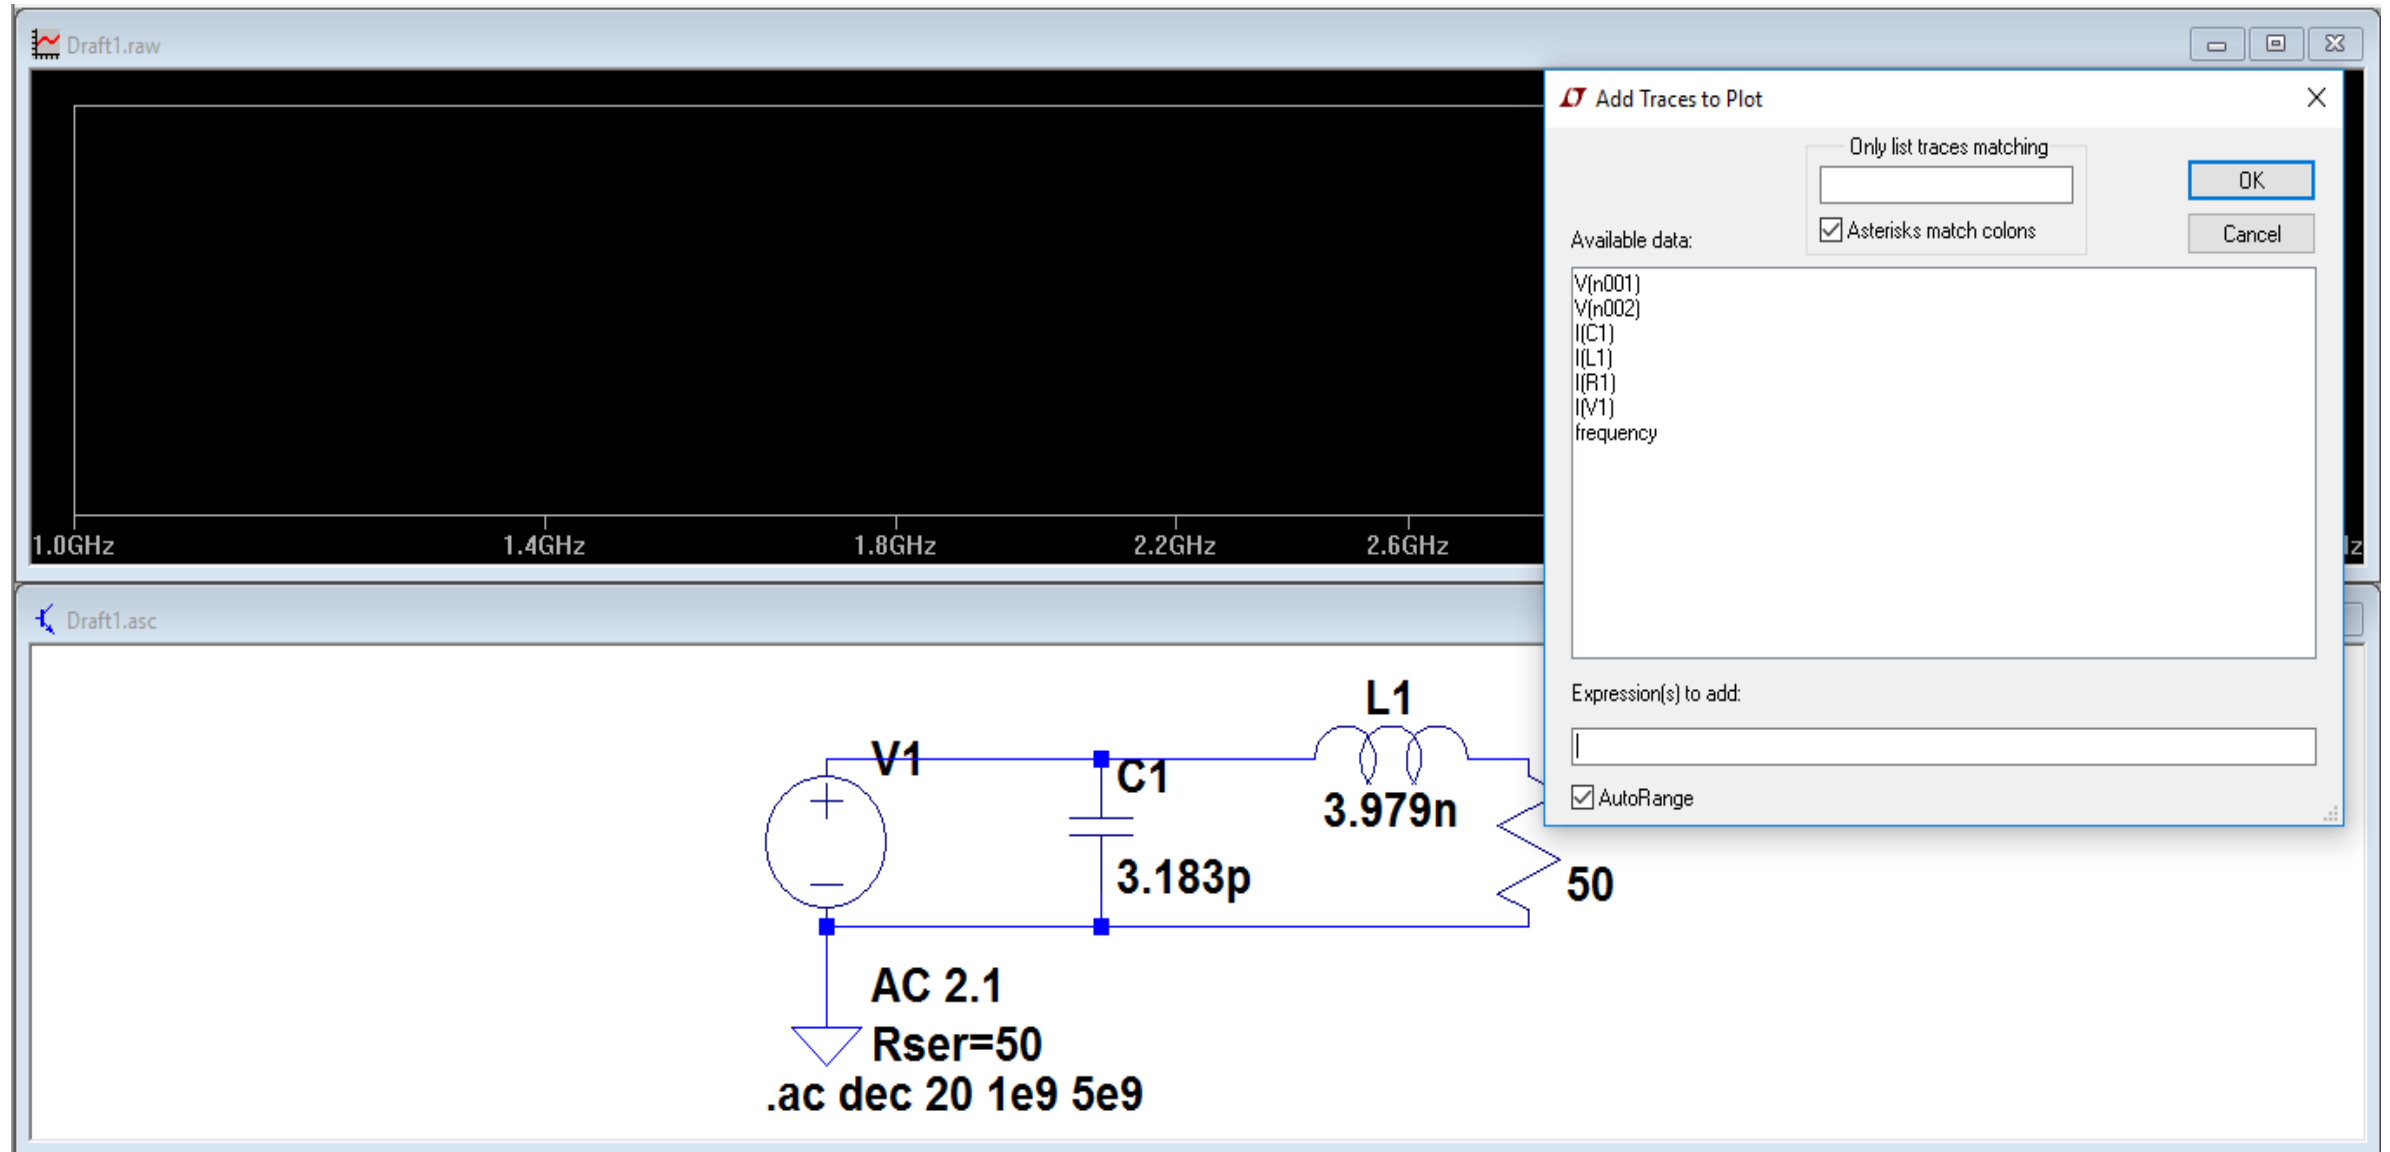 Draft1.raw
Add Traces to Plot
Only list traces matching
OK
Asterisks match colons
Available data:
Cancel
V(n001)
V(n002)
I(C1)
I(L1)
I(R1)
I(V1)
frequency
1.0GHz 1.4GHz 1.8GHz 2.2GHz 2.6GHz
Draft1.asc
Expression(s) to add:
AutoRange
L1
V1
C1
3.979n
3.183p
50
AC 2.1
Rser=50
.ac dec 20 1e9 5e9